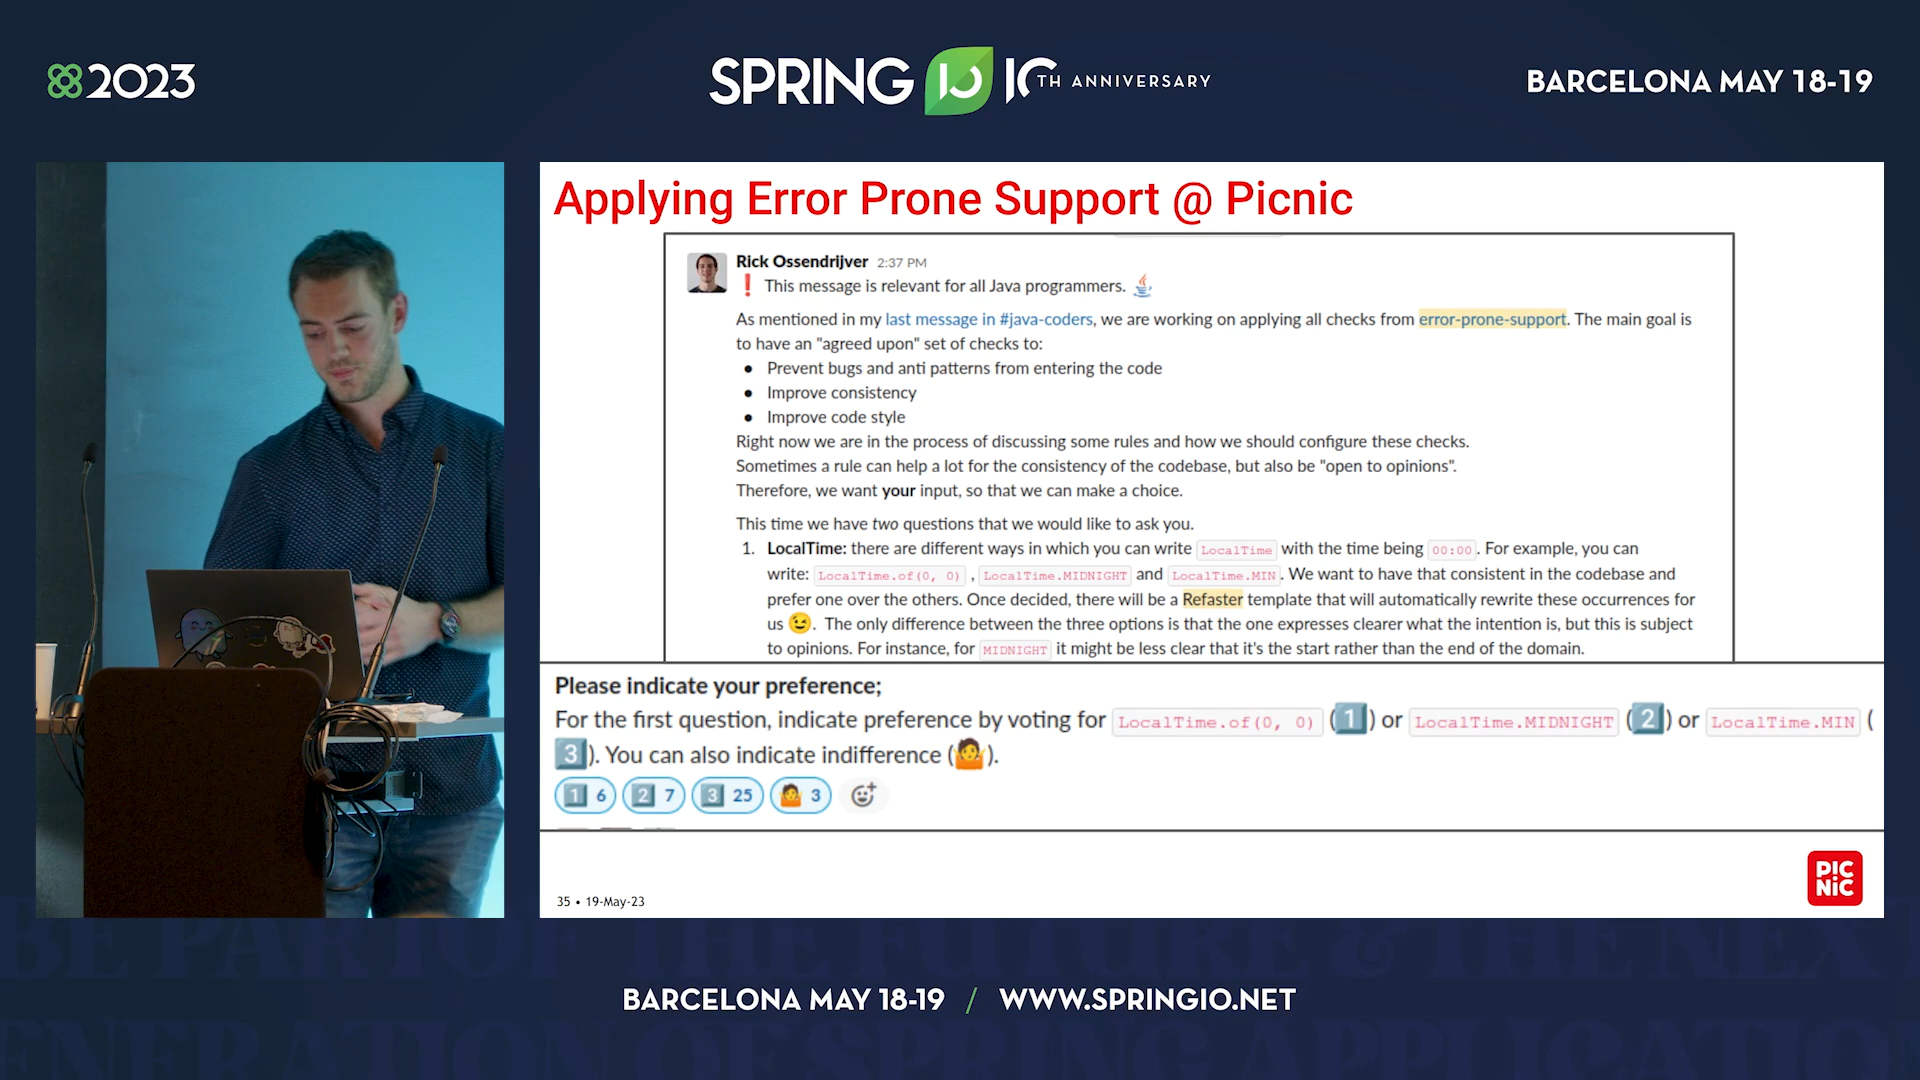 2023
SPRING IO 10TH ANNIVERSARY
BARCELONA MAY 18-19
Applying Error Prone Support @ Picnic
Rick Ossendrijver 2:37 PM
❗ This message is relevant for all Java programmers. ☕
As mentioned in my last message in #java-coders, we are working on applying all checks from error-prone-support. The main goal is
to have an "agreed upon" set of checks to:
• Prevent bugs and anti patterns from entering the code
• Improve consistency
• Improve code style
Right now we are in the process of discussing some rules and how we should configure these checks.
Sometimes a rule can help a lot for the consistency of the codebase, but also be "open to opinions".
Therefore, we want your input, so that we can make a choice.
This time we have two questions that we would like to ask you.
1. LocalTime: there are different ways in which you can write LocalTime with the time being 00:00. For example, you can
write: LocalTime.of(0, 0) , LocalTime.MIDNIGHT and LocalTime.MIN. We want to have that consistent in the codebase and
prefer one over the others. Once decided, there will be a Refaster template that will automatically rewrite these occurrences for
us 😉. The only difference between the three options is that the one expresses clearer what the intention is, but this is subject
to opinions. For instance, for MIDNIGHT it might be less clear that it's the start rather than the end of the domain.
Please indicate your preference;
For the first question, indicate preference by voting for LocalTime.of(0, 0) (1️⃣) or LocalTime.MIDNIGHT (2️⃣) or LocalTime.MIN (
3️⃣). You can also indicate indifference (🤷).
1️⃣ 6 2️⃣ 7 3️⃣ 25 🤷 3
35 • 19-May-23
PIC
NIC
BE PART OF THE FUTURE & THE NEXT
GENERATION OF SPRING APPLICATION
BARCELONA MAY 18-19 / WWW.SPRINGIO.NET